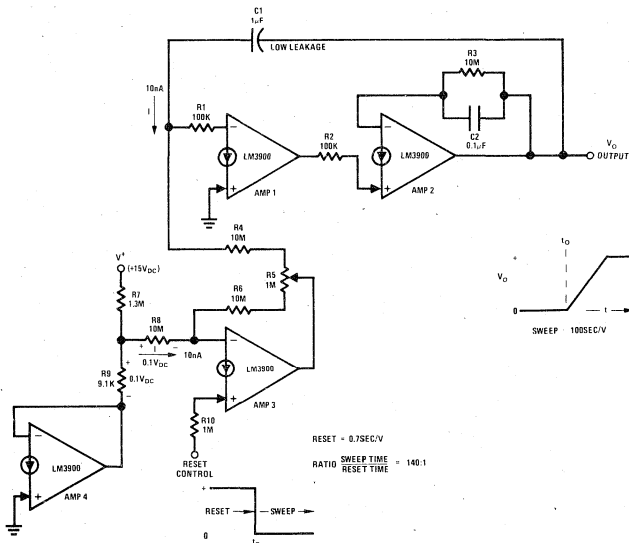 C1
1µF
LOW LEAKAGE
R3
10M
10nA
I
R1
100K
C2
0.1µF
−
LM3900
+
AMP 1
R2
100K
−
LM3900
+
AMP 2
VO
OUTPUT
R4
10M
V+
(+15VDC)
R5
1M
R7
1.3M
R6
10M
R8
10M
+ I −
0.1VDC
10nA
−
LM3900
+
AMP 3
R9
9.1K
+
0.1VDC
−
R10
1M
RESET
CONTROL
−
LM3900
+
AMP 4
tO
+
VO
0
t
SWEEP 100SEC/V
RESET = 0.7SEC/V
RATIO SWEEP TIME
RESET TIME = 140:1
+
RESET
SWEEP
0
tO